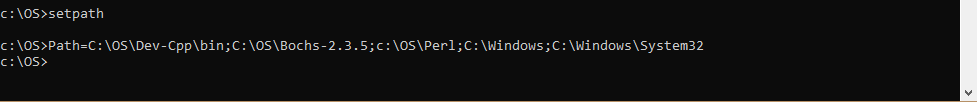 c:\OS>setpath
c:\OS>Path=C:\OS\Dev-Cpp\bin;C:\OS\Bochs-2.3.5;c:\OS\Perl;C:\Windows;C:\Windows\System32
c:\OS>